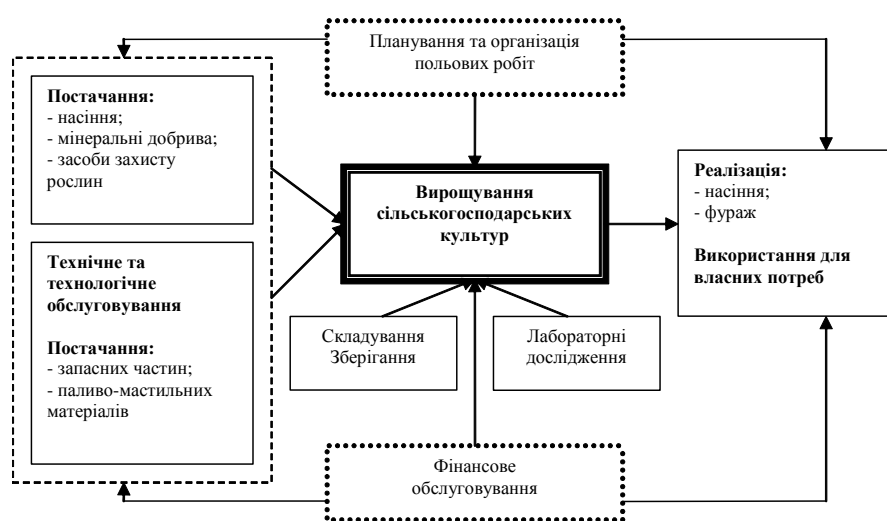 Планування та організація
польових робіт
Постачання:
- насіння;
- мінеральні добрива;
- засоби захисту
рослин
Вирощування
сільськогосподарських
культур
Реалізація:
- насіння;
- фураж
Використання для
власних потреб
Технічне та
технологічне
обслуговування
Постачання:
- запасних частин;
- паливо-мастильних
матеріалів
Складування
Зберігання
Лабораторні
дослідження
Фінансове
обслуговування